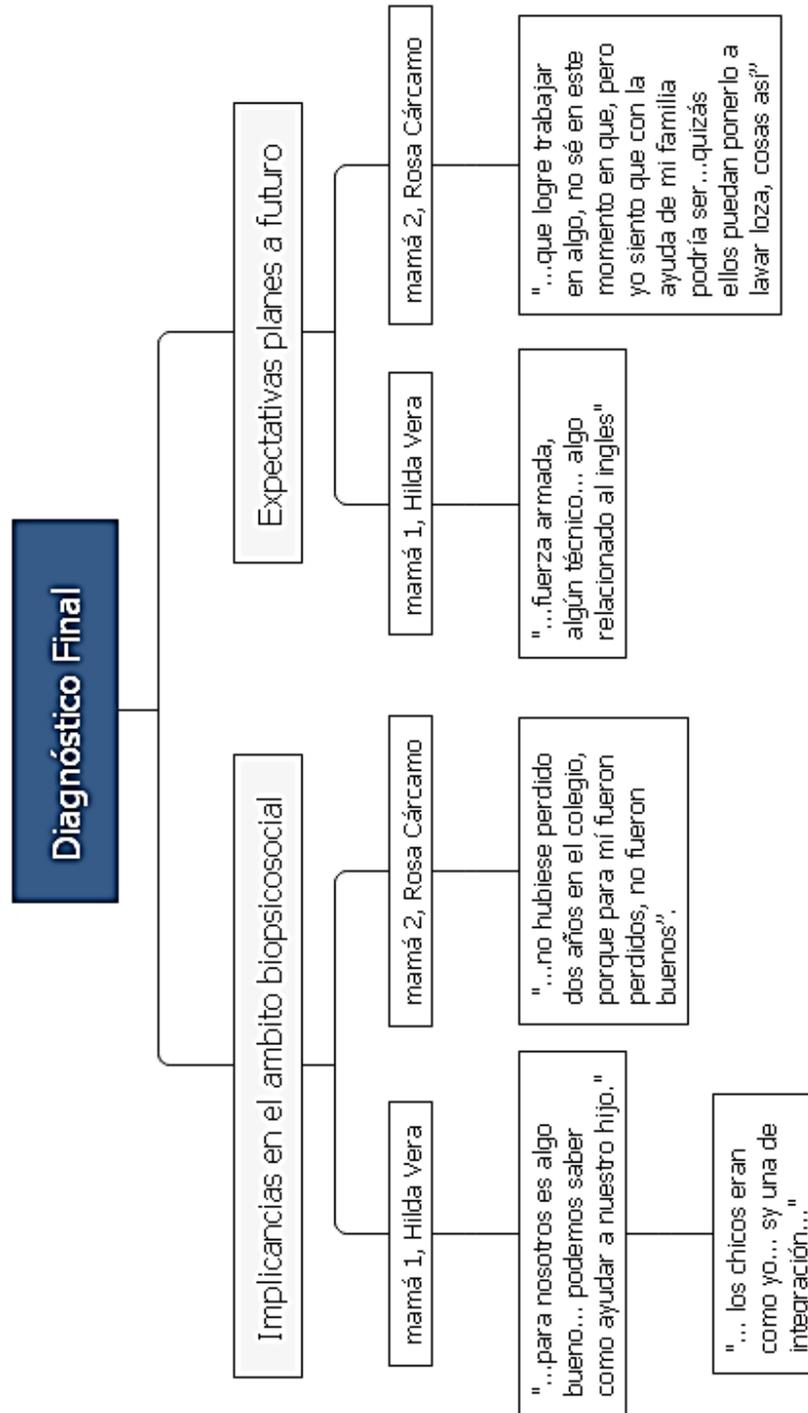 Diagnóstico Final
Implicancias en el ambito biopsicosocial
mamá 1, Hilda Vera
"...para nosotros es algo
bueno... podemos saber
como ayudar a nuestro hijo."
"... los chicos eran
como yo... sy una de
integración..."
mamá 2, Rosa Cárcamo
"...no hubiese perdido
dos años en el colegio,
porque para mí fueron
perdidos, no fueron
buenos”.
Expectativas planes a futuro
mamá 1, Hilda Vera
"...fuerza armada,
algún técnico... algo
relacionado al ingles"
mamá 2, Rosa Cárcamo
"...que logre trabajar
en algo, no sé en este
momento en que, pero
yo siento que con la
ayuda de mi familia
podría ser...quizás
ellos puedan ponerlo a
lavar loza, cosas así”